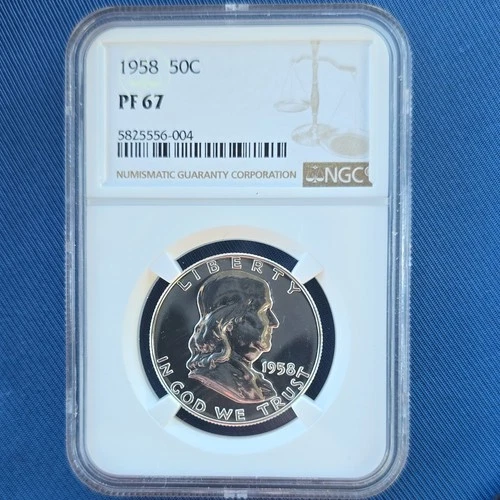 1958 50C
PF 67
5825556-004
NUMISMATIC GUARANTY CORPORATION
NGC
LIBERTY
1958
IN GOD WE TRUST